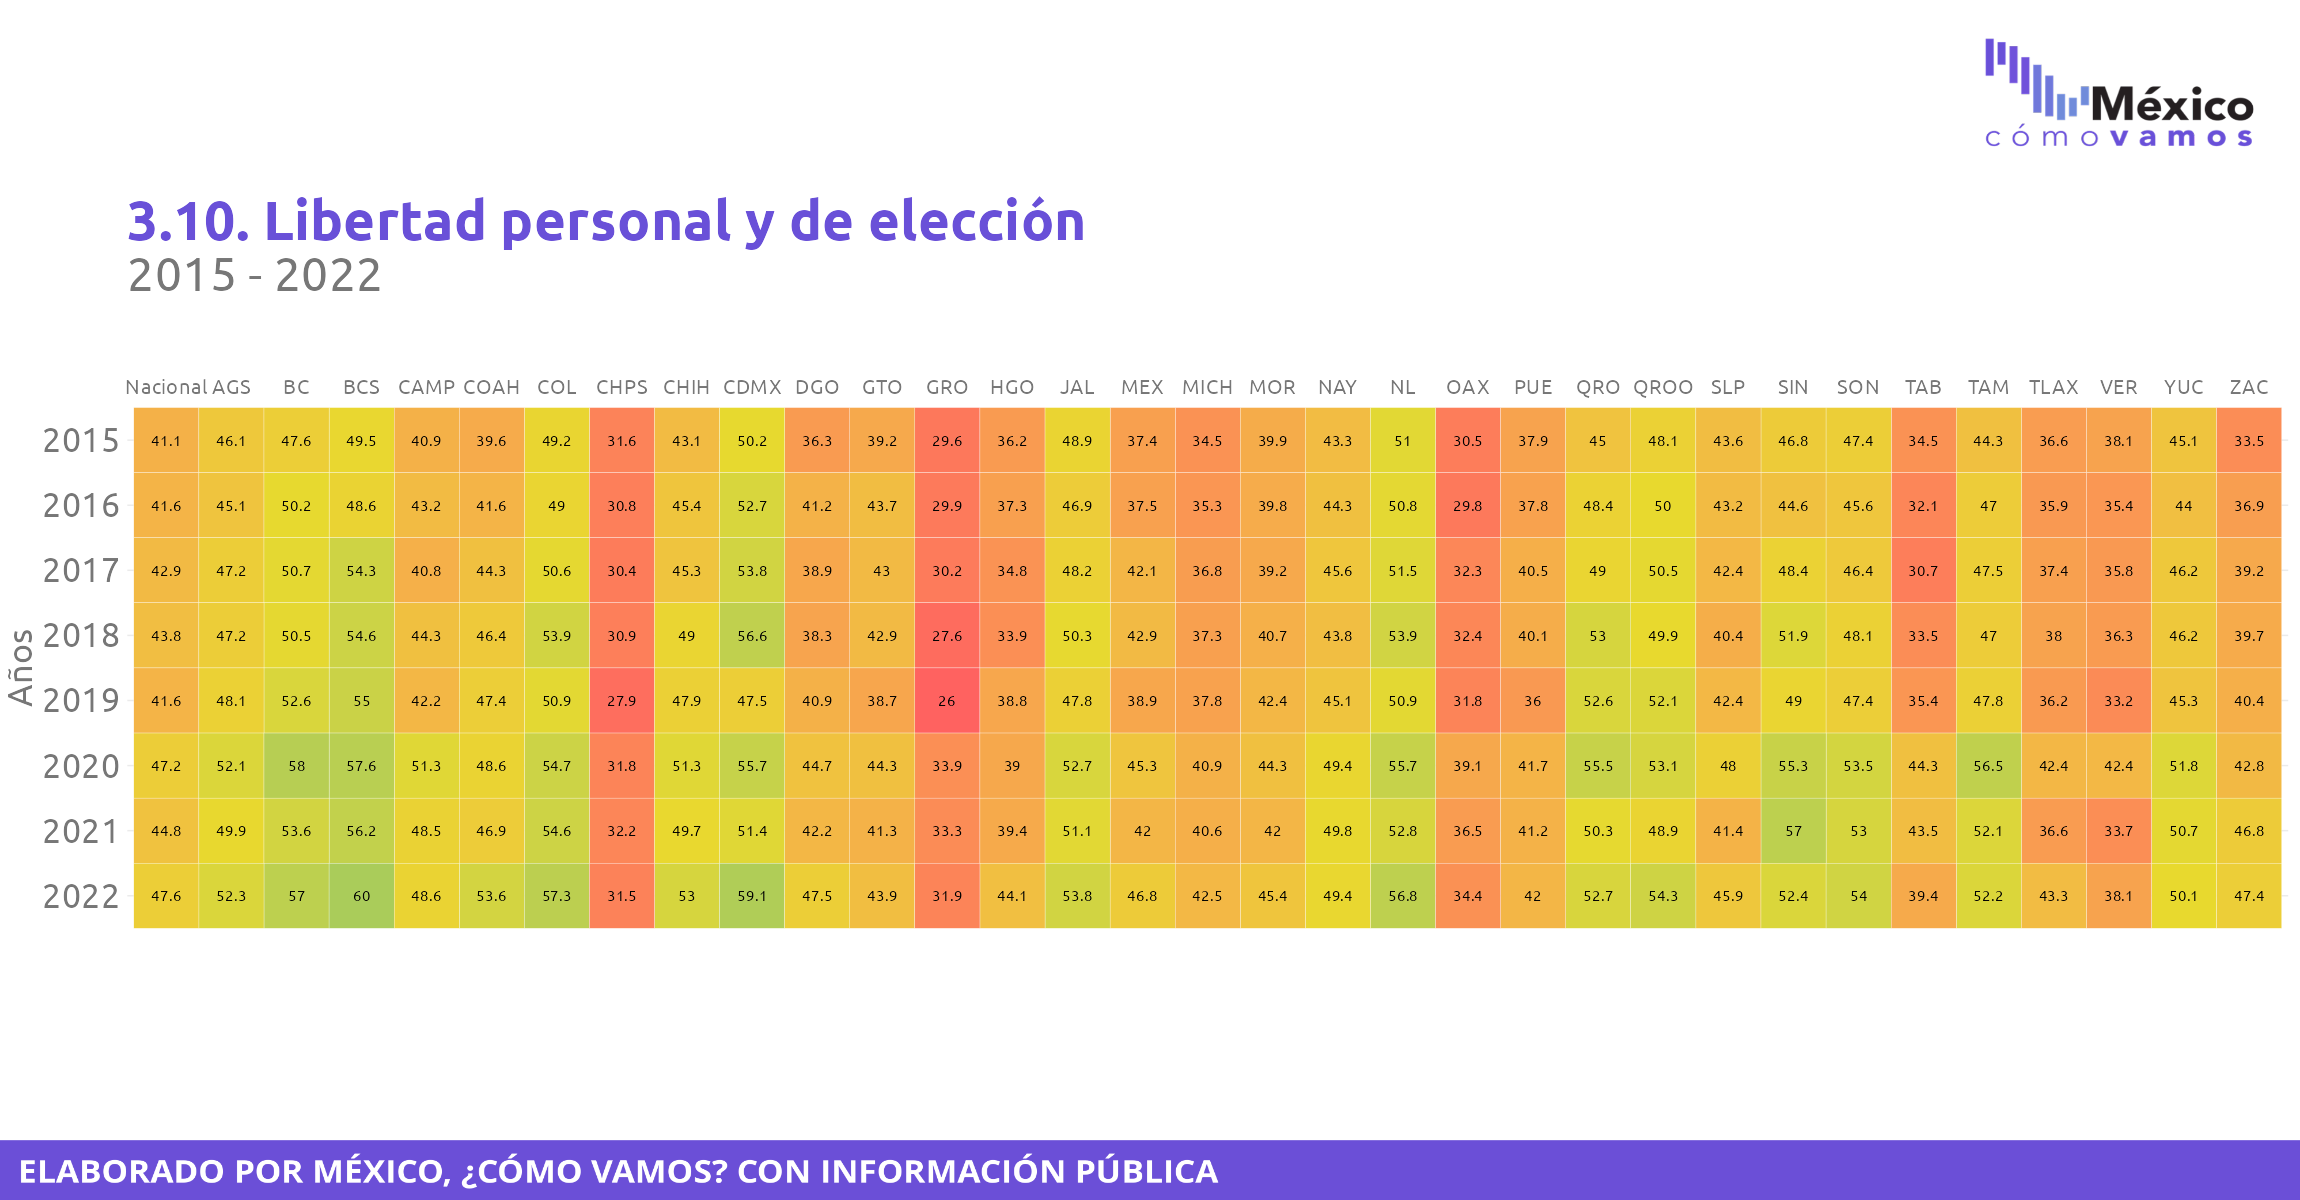 México
cómo vamos
3.10. Libertad personal y de elección
2015 - 2022
Nacional AGS BC BCS CAMP COAH COL CHPS CHIH CDMX DGO GTO GRO HGO JAL MEX MICH MOR NAY NL OAX PUE QRO QROO SLP SIN SON TAB TAM TLAX VER YUC ZAC
2015 41.1 46.1 47.6 49.5 40.9 39.6 49.2 31.6 43.1 50.2 36.3 39.2 29.6 36.2 48.9 37.4 34.5 39.9 43.3 51 30.5 37.9 45 48.1 43.6 46.8 47.4 34.5 44.3 36.6 38.1 45.1 33.5
2016 41.6 45.1 50.2 48.6 43.2 41.6 49 30.8 45.4 52.7 41.2 43.7 29.9 37.3 46.9 37.5 35.3 39.8 44.3 50.8 29.8 37.8 48.4 50 43.2 44.6 45.6 32.1 47 35.9 35.4 44 36.9
2017 42.9 47.2 50.7 54.3 40.8 44.3 50.6 30.4 45.3 53.8 38.9 43 30.2 34.8 48.2 42.1 36.8 39.2 45.6 51.5 32.3 40.5 49 50.5 42.4 48.4 46.4 30.7 47.5 37.4 35.8 46.2 39.2
2018 43.8 47.2 50.5 54.6 44.3 46.4 53.9 30.9 49 56.6 38.3 42.9 27.6 33.9 50.3 42.9 37.3 40.7 43.8 53.9 32.4 40.1 53 49.9 40.4 51.9 48.1 33.5 47 38 36.3 46.2 39.7
Años
2019 41.6 48.1 52.6 55 42.2 47.4 50.9 27.9 47.9 47.5 40.9 38.7 26 38.8 47.8 38.9 37.8 42.4 45.1 50.9 31.8 36 52.6 52.1 42.4 49 47.4 35.4 47.8 36.2 33.2 45.3 40.4
2020 47.2 52.1 58 57.6 51.3 48.6 54.7 31.8 51.3 55.7 44.7 44.3 33.9 39 52.7 45.3 40.9 44.3 49.4 55.7 39.1 41.7 55.5 53.1 48 55.3 53.5 44.3 56.5 42.4 42.4 51.8 42.8
2021 44.8 49.9 53.6 56.2 48.5 46.9 54.6 32.2 49.7 51.4 42.2 41.3 33.3 39.4 51.1 42 40.6 42 49.8 52.8 36.5 41.2 50.3 48.9 41.4 57 53 43.5 52.1 36.6 33.7 50.7 46.8
2022 47.6 52.3 57 60 48.6 53.6 57.3 31.5 53 59.1 47.5 43.9 31.9 44.1 53.8 46.8 42.5 45.4 49.4 56.8 34.4 42 52.7 54.3 45.9 52.4 54 39.4 52.2 43.3 38.1 50.1 47.4
ELABORADO POR MÉXICO, ¿CÓMO VAMOS? CON INFORMACIÓN PÚBLICA